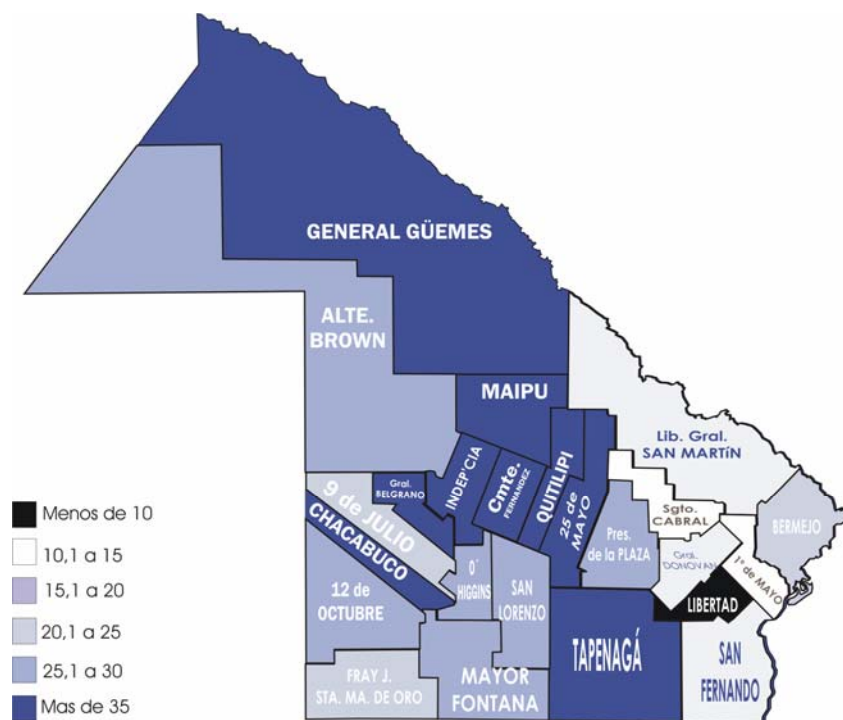 GENERAL GÜEMES
ALTE.
BROWN
MAIPU
Lib. Gral.
SAN MARTÍN
INDEP'CIA
Cmte.
FERNANDEZ
QUITILIPI
25 de
MAYO
Gral.
BELGRANO
9 de JULIO
CHACABUCO
Sgto.
CABRAL
BERMEJO
Pres.
de la PLAZA
Gral.
DONOVAN
1º de MAYO
12 de
OCTUBRE
O´
HIGGINS
SAN
LORENZO
LIBERTAD
TAPENAGÁ
SAN
FERNANDO
FRAY J.
STA. MA. DE ORO
MAYOR
FONTANA
Menos de 10
10,1 a 15
15,1 a 20
20,1 a 25
25,1 a 30
Mas de 35